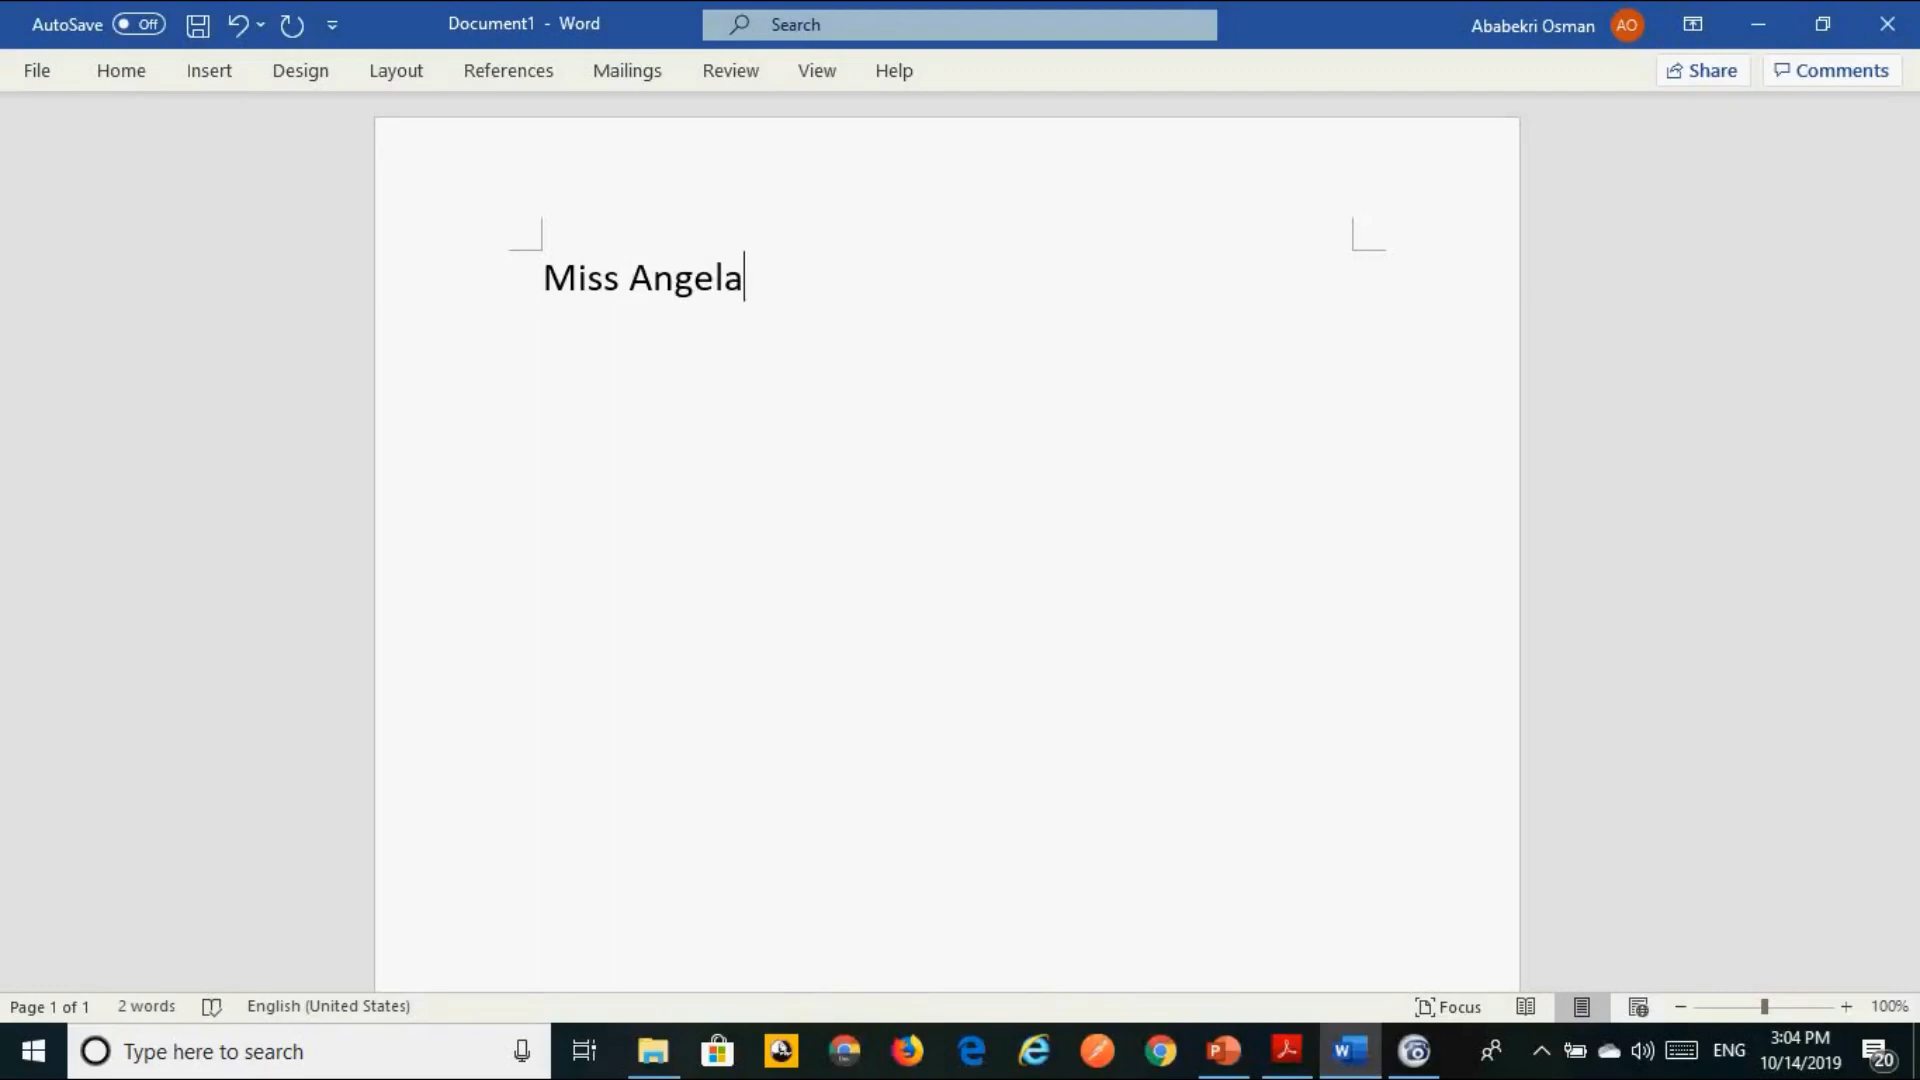 AutoSave Off Document1 - Word Search Ababekri Osman AO
File Home Insert Design Layout References Mailings Review View Help Share Comments
Miss Angela
Page 1 of 1 2 words English (United States) Focus 100%
Type here to search ENG 3:04 PM
10/14/2019 20